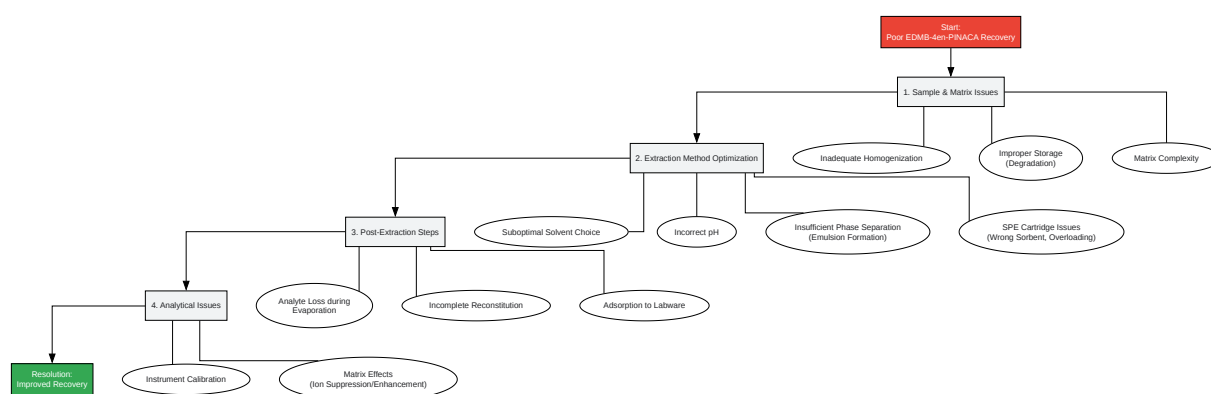 Start:
Poor EDMB-4en-PINACA Recovery
1. Sample & Matrix Issues
Inadequate Homogenization
Improper Storage
(Degradation)
Matrix Complexity
2. Extraction Method Optimization
Suboptimal Solvent Choice
Incorrect pH
Insufficient Phase Separation
(Emulsion Formation)
SPE Cartridge Issues
(Wrong Sorbent, Overloading)
3. Post-Extraction Steps
Analyte Loss during
Evaporation
Incomplete Reconstitution
Adsorption to Labware
4. Analytical Issues
Instrument Calibration
Matrix Effects
(Ion Suppression/Enhancement)
Resolution:
Improved Recovery